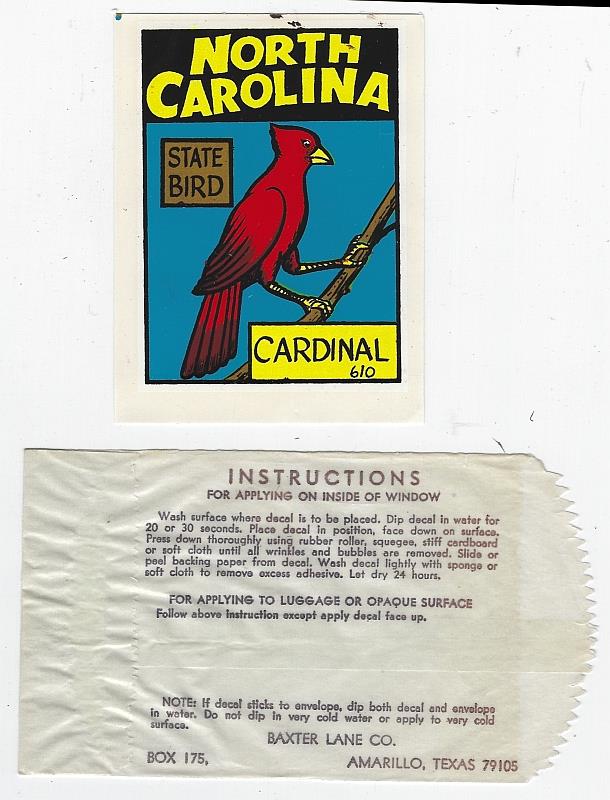 NORTH
CAROLINA
STATE
BIRD
CARDINAL
610
INSTRUCTIONS
FOR APPLYING ON INSIDE OF WINDOW
Wash surface where decal is to be placed. Dip decal in water for
20 or 30 seconds. Place decal in position, face down on surface.
Press down thoroughly using rubber roller, squegee, stiff cardboard
or soft cloth until all wrinkles and bubbles are removed. Slide or
peel backing paper from decal. Wash decal lightly with sponge or
soft cloth to remove excess adhesive. Let dry 24 hours.
FOR APPLYING TO LUGGAGE OR OPAQUE SURFACE
Follow above instruction except apply decal face up.
NOTE: If decal sticks to envelope, dip both decal and envelope
in water. Do not dip in very cold water or apply to very cold
surface.
BAXTER LANE CO.
BOX 175, AMARILLO, TEXAS 79105